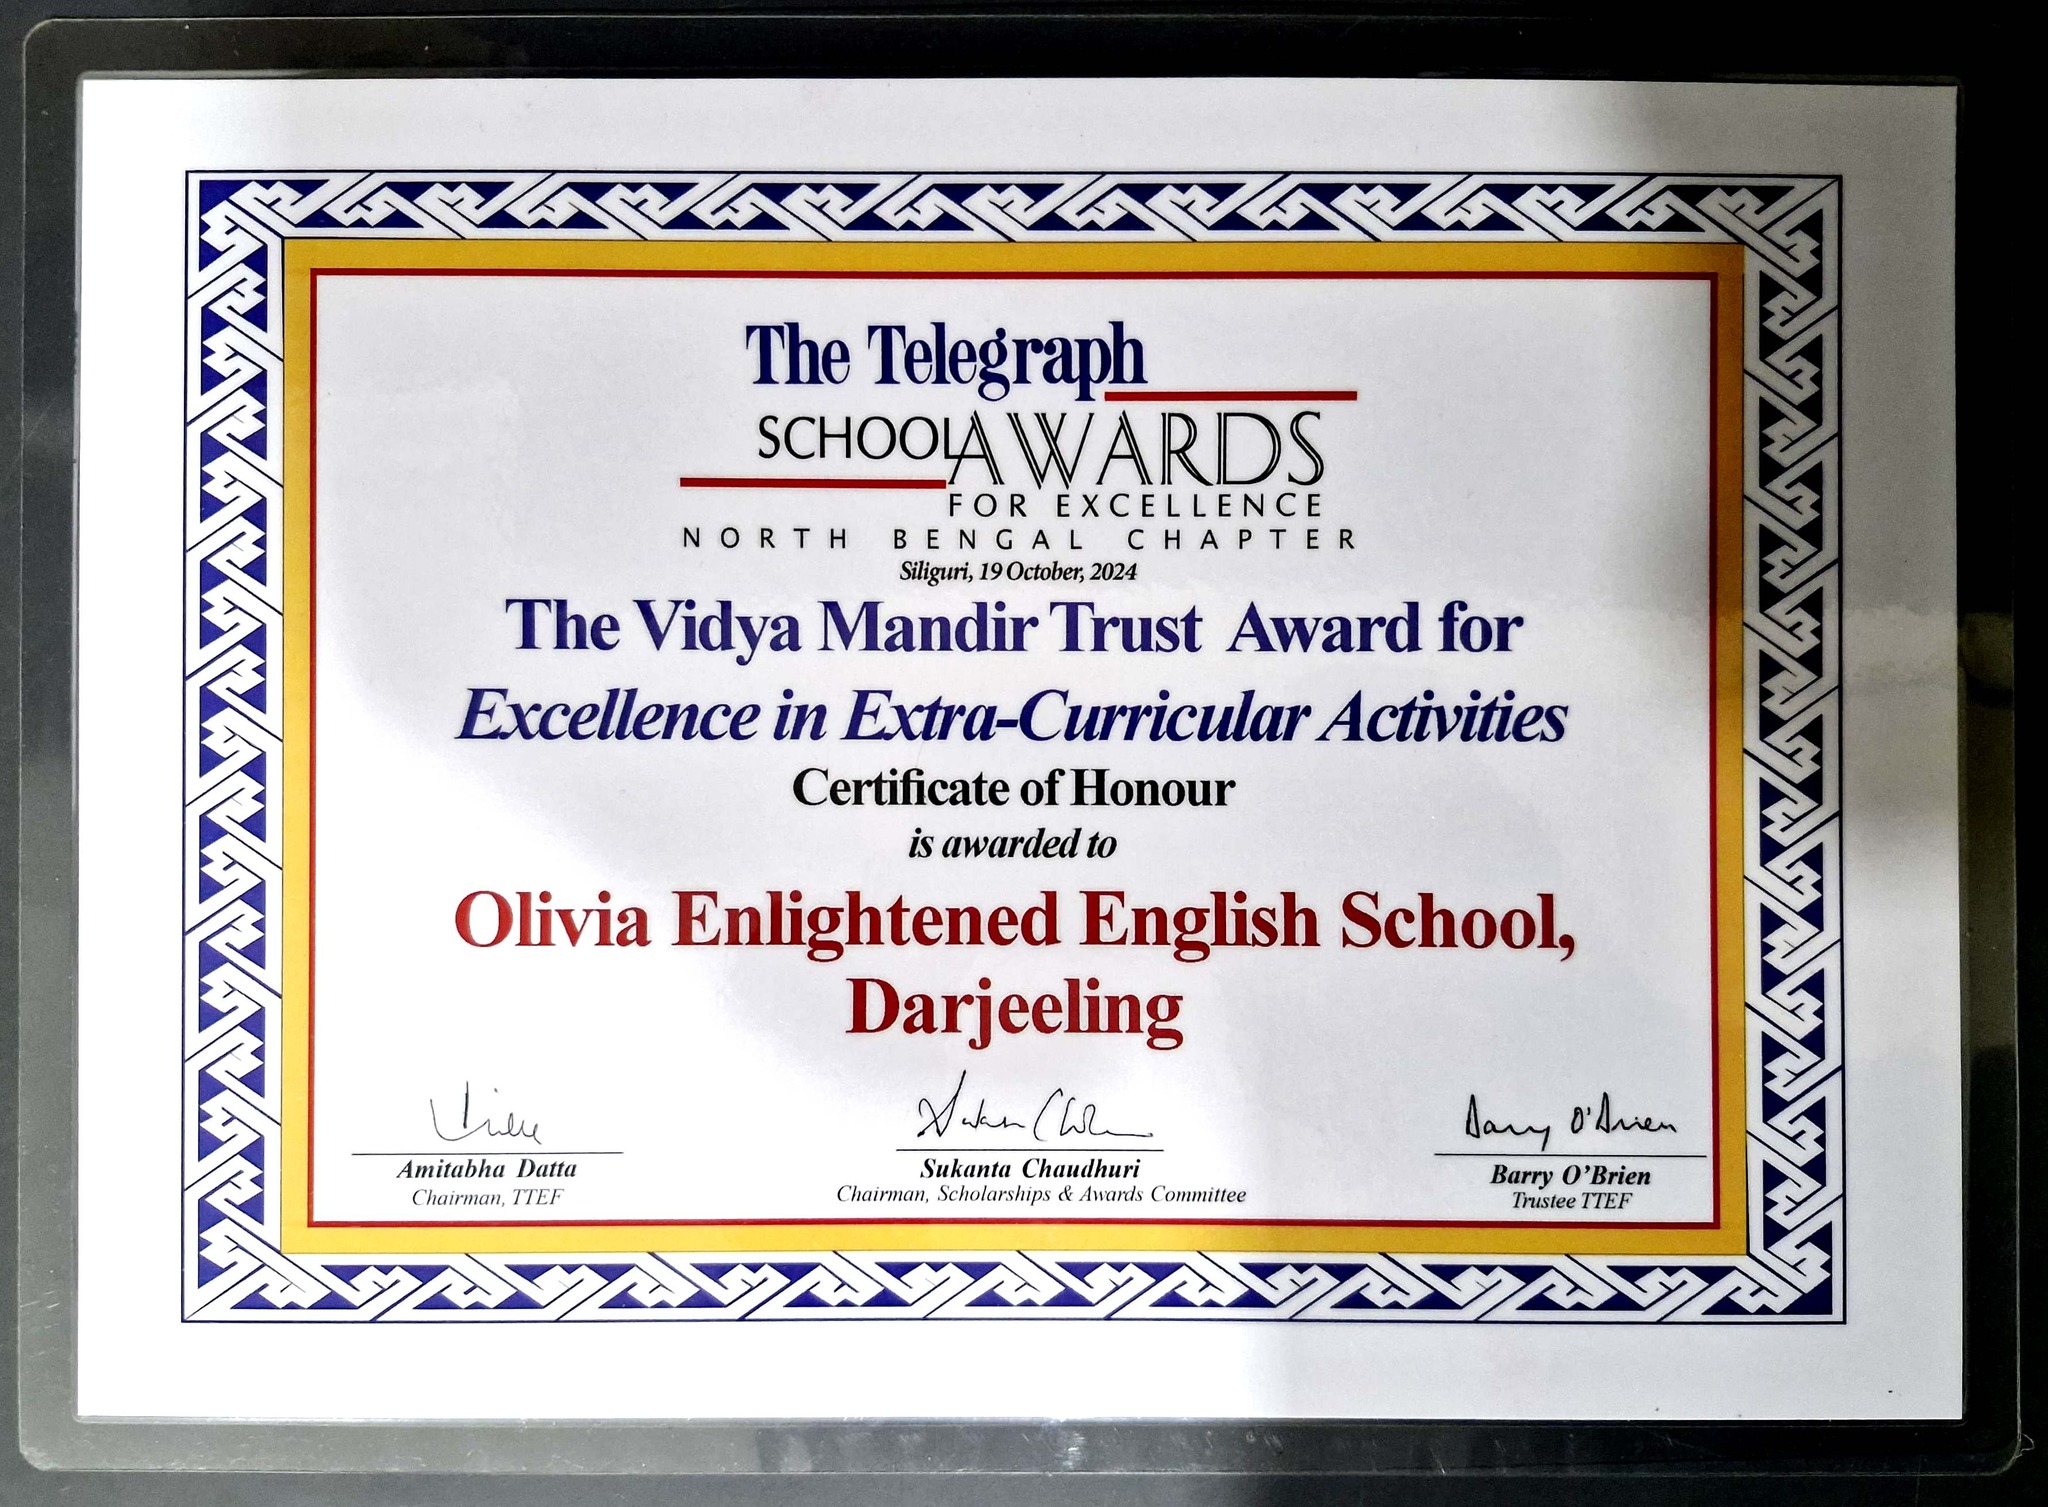 The Telegraph
SCHOOL AWARDS
FOR EXCELLENCE
NORTH BENGAL CHAPTER
Siliguri, 19 October, 2024
The Vidya Mandir Trust Award for
Excellence in Extra-Curricular Activities
Certificate of Honour
is awarded to
Olivia Enlightened English School,
Darjeeling
Barry O'Brien
Amitabha Datta
Chairman, TTEF
Sukanta Chaudhuri
Chairman, Scholarships & Awards Committee
Barry O'Brien
Trustee TTEF